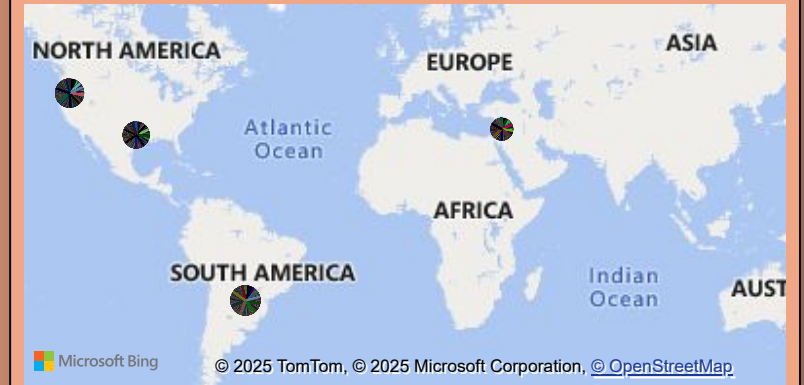 NORTH AMERICA
ASIA
EUROPE
Atlantic
Ocean
AFRICA
SOUTH AMERICA
Indian
Ocean
AUST
Microsoft Bing
© 2025 TomTom, © 2025 Microsoft Corporation, © OpenStreetMap